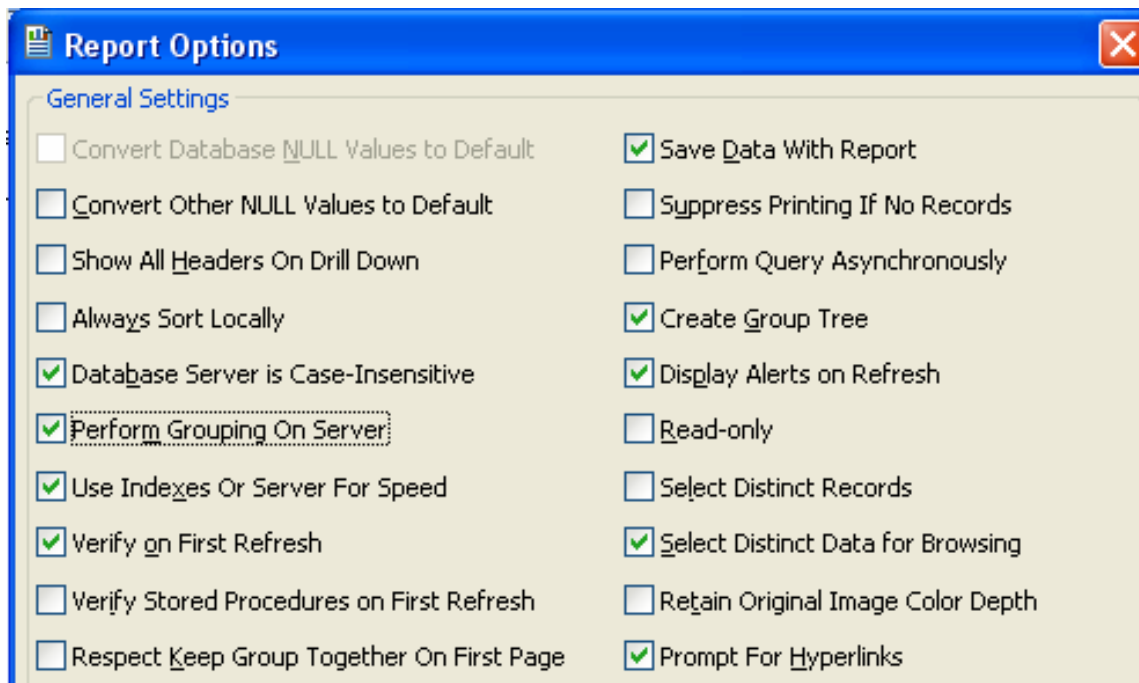 Report Options
General Settings
Convert Database NULL Values to Default
Convert Other NULL Values to Default
Show All Headers On Drill Down
Always Sort Locally
Database Server is Case-Insensitive
Perform Grouping On Server
Use Indexes Or Server For Speed
Verify on First Refresh
Verify Stored Procedures on First Refresh
Respect Keep Group Together On First Page
Save Data With Report
Suppress Printing If No Records
Perform Query Asynchronously
Create Group Tree
Display Alerts on Refresh
Read-only
Select Distinct Records
Select Distinct Data for Browsing
Retain Original Image Color Depth
Prompt For Hyperlinks